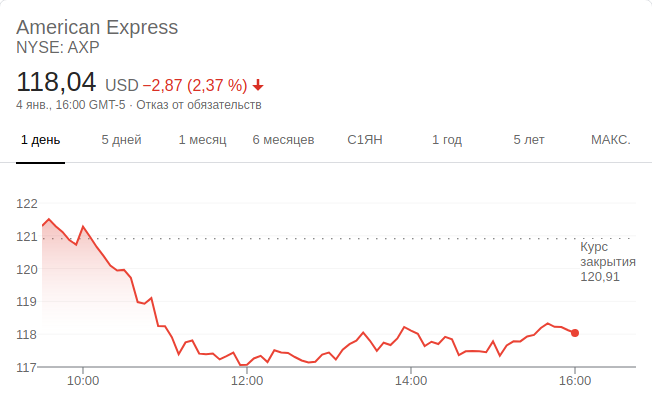 American Express
NYSE: AXP
118,04 USD −2,87 (2,37 %)
4 янв., 16:00 GMT-5 · Отказ от обязательств
1 день 5 дней 1 месяц 6 месяцев С1ЯН 1 год 5 лет МАКС.
122
121
120
119
118
117
Курс
закрытия
120,91
10:00 12:00 14:00 16:00